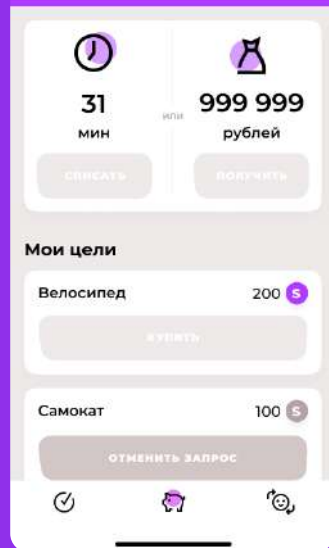 31
мин
СПИСАТЬ
или
999 999
рублей
ПОЛУЧИТЬ
Мои цели
Велосипед
200 S
КУПИТЬ
Самокат
100 S
ОТМЕНИТЬ ЗАПРОС